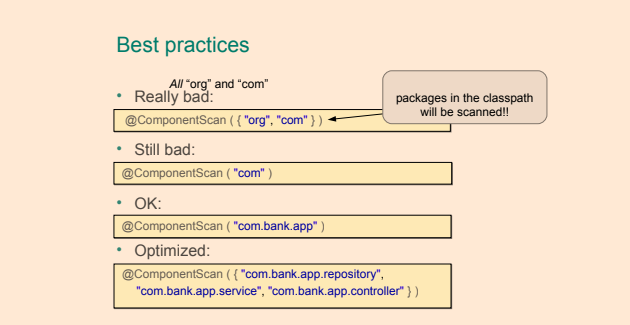 Best practices
All “org” and “com”
packages in the classpath
will be scanned!!
• Really bad:
@ComponentScan ( { "org", "com" } )
• Still bad:
@ComponentScan ( "com" )
• OK:
@ComponentScan ( "com.bank.app" )
• Optimized:
@ComponentScan ( { "com.bank.app.repository",
"com.bank.app.service", "com.bank.app.controller" } )